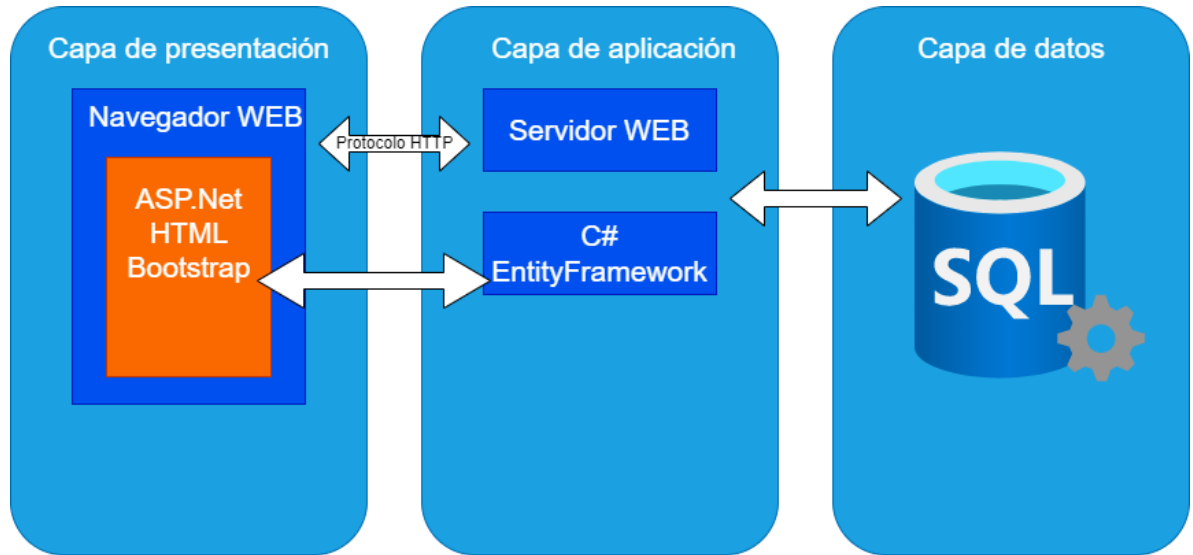 Capa de presentación
Navegador WEB
ASP.Net
HTML
Bootstrap
Protocolo HTTP
Capa de aplicación
Servidor WEB
C#
EntityFramework
Capa de datos
SQL